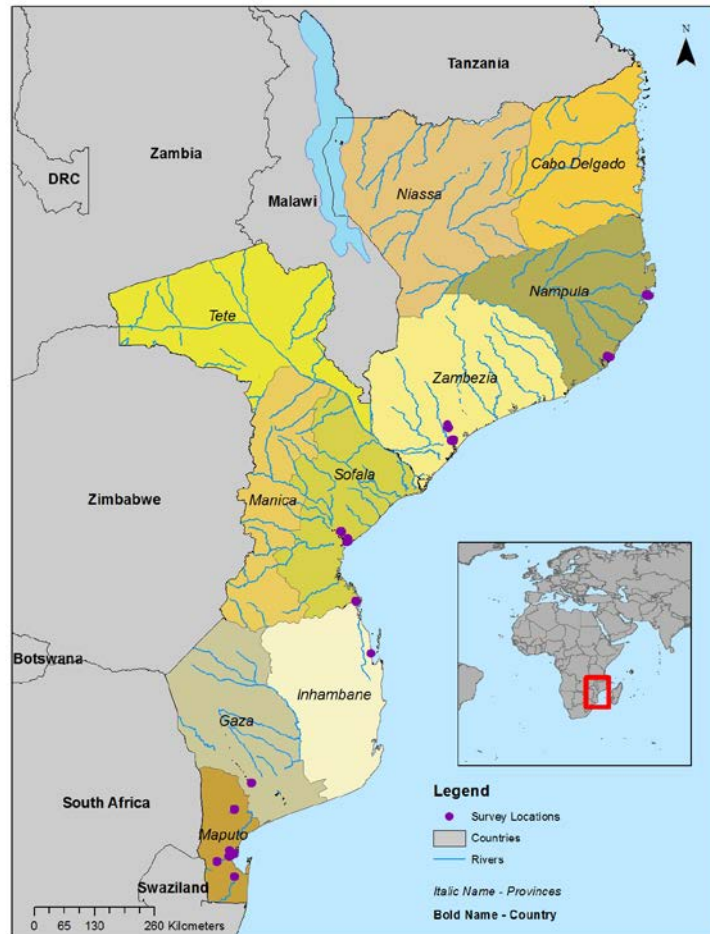 N
Tanzania
Cabo Delgado
Zambia
DRC
Niassa
Malawi
Nampula
Tete
Zambezia
Sofala
Manica
Zimbabwe
Botswana
Inhambane
Gaza
South Africa
Maputo
Swaziland
Legend
Survey Locations
Countries
Rivers
Italic Name - Provinces
Bold Name - Country
0 65 130 260 Kilometers